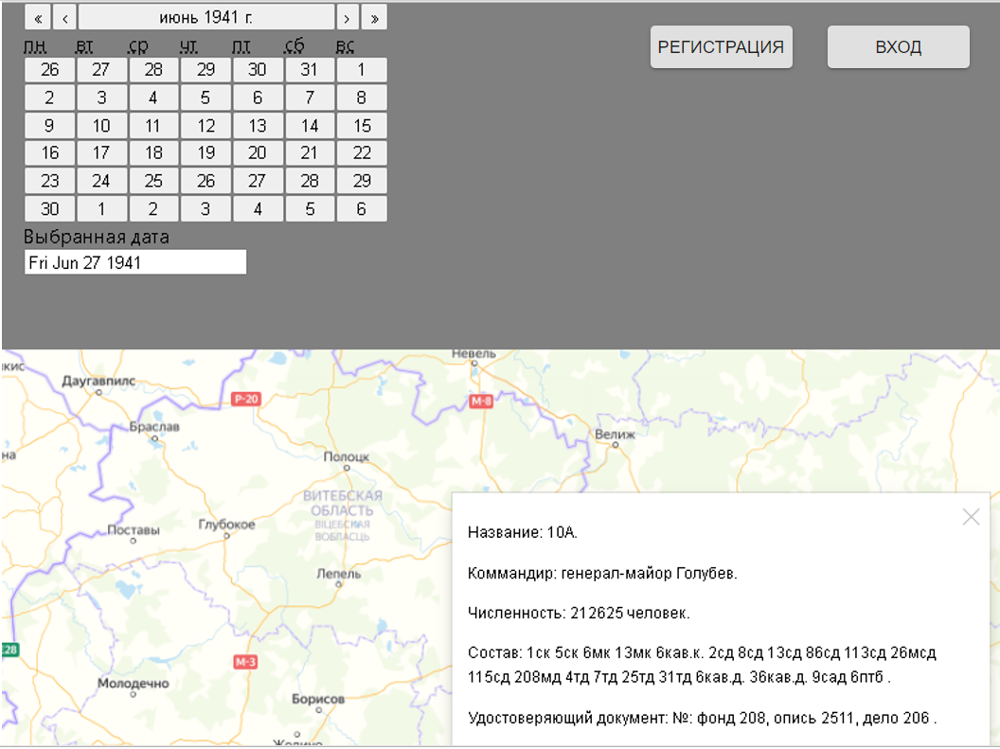 « ‹ июнь 1941 г. › »
пн вт ср чт пт сб вс
26 27 28 29 30 31 1
2 3 4 5 6 7 8
9 10 11 12 13 14 15
16 17 18 19 20 21 22
23 24 25 26 27 28 29
30 1 2 3 4 5 6
Выбранная дата
Fri Jun 27 1941
РЕГИСТРАЦИЯ ВХОД
Невель
Даугавпилс
Р-20
М-8
Браслав
Велиж
Полоцк
ВИТЕБСКАЯ
ОБЛАСТЬ
ВІЦЕБСКАЯ
ВОБЛАСЦЬ
Поставы
Глубокое
Лепель
E28
М-3
Молодечно
Борисов
Название: 10А.
Коммандир: генерал-майор Голубев.
Численность: 212625 человек.
Состав: 1ск 5ск 6мк 13мк 6кав.к. 2сд 8сд 13сд 86сд 113сд 26мсд
115сд 208мд 4тд 7тд 25тд 31тд 6кав.д. 36кав.д. 9сад 6птб .
Удостоверяющий документ: №: фонд 208, опись 2511, дело 206 .